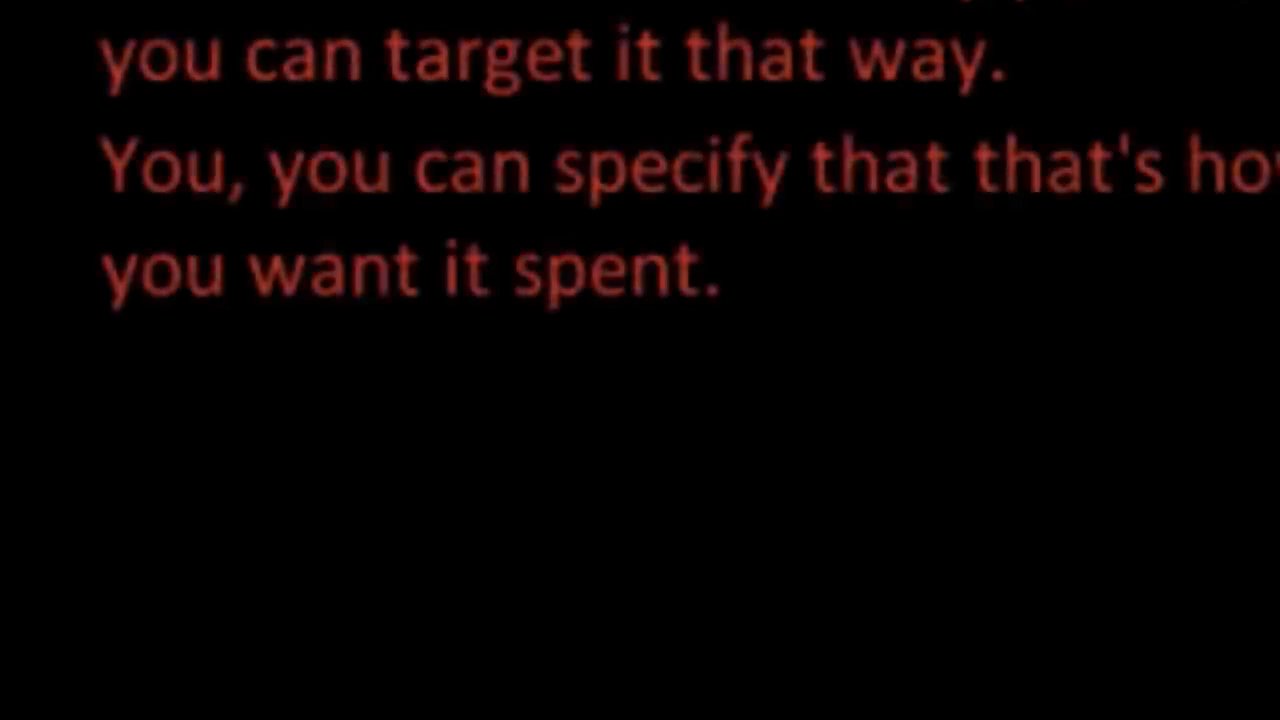 you can target it that way.
You, you can specify that that's
you want it spent.